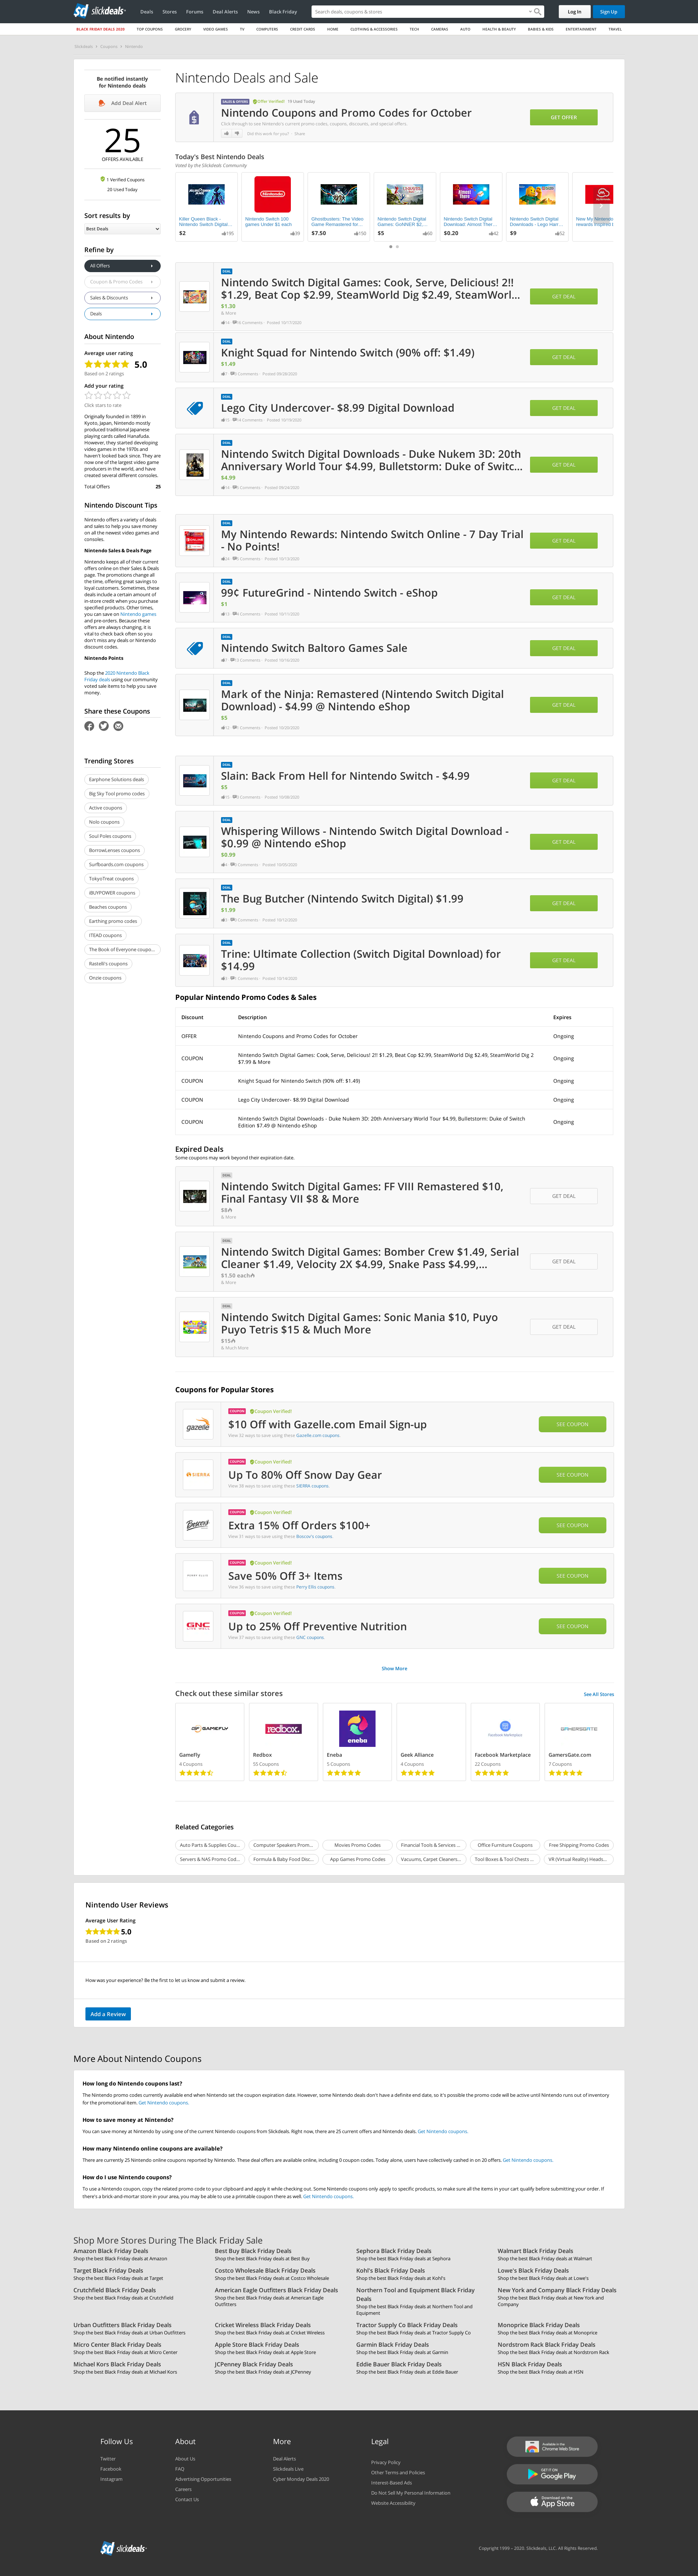 slickdeals
Deals Stores Forums Deal Alerts News Black Friday
Search deals, coupons & stores
Log In
Sign Up
BLACK FRIDAY DEALS 2020 TOP COUPONS GROCERY VIDEO GAMES TV COMPUTERS CREDIT CARDS HOME CLOTHING & ACCESSORIES TECH CAMERAS AUTO HEALTH & BEAUTY BABIES & KIDS ENTERTAINMENT TRAVEL
Slickdeals > Coupons > Nintendo
Be notified instantly
for Nintendo deals
Add Deal Alert
25
OFFERS AVAILABLE
1 Verified Coupons
20 Used Today
Sort results by
Best Deals
Refine by
All Offers
Coupon & Promo Codes
Sales & Discounts
Deals
About Nintendo
Average user rating
5.0
Based on 2 ratings
Add your rating
Click stars to rate
Originally founded in 1899 in
Kyoto, Japan, Nintendo mostly
produced traditional japanese
playing cards called Hanafuda.
However, they started developing
video games in the 1970s and
haven't looked back since. They are
now one of the largest video game
producers in the world, and have
created several different consoles.
Total Offers 25
Nintendo Discount Tips
Nintendo offers a variety of deals
and sales to help you save money
on all the newest video games and
consoles.
Nintendo Sales & Deals Page
Nintendo keeps all of their current
offers online on their Sales & Deals
page. The promotions change all
the time, offering great savings to
loyal customers. Sometimes, these
deals include a certain amount of
in-store credit when you purchase
specified products. Other times,
you can save on Nintendo games
and pre-orders. Because these
offers are always changing, it is
vital to check back often so you
don't miss any deals or Nintendo
discount codes.
Nintendo Points
Shop the 2020 Nintendo Black
Friday deals using our community
voted sale items to help you save
money.
Share these Coupons
Trending Stores
Earphone Solutions deals
Big Sky Tool promo codes
Active coupons
Nolo coupons
Soul Poles coupons
BorrowLenses coupons
Surfboards.com coupons
TokyoTreat coupons
iBUYPOWER coupons
Beaches coupons
Earthing promo codes
ITEAD coupons
The Book of Everyone coupo...
Rastelli's coupons
Onzie coupons
Nintendo Deals and Sale
SALES & OFFERS Offer Verified! 19 Used Today
Nintendo Coupons and Promo Codes for October
Click through to see Nintendo's current promo codes, coupons, discounts, and special offers.
Did this work for you? Share
GET OFFER
Today's Best Nintendo Deals
Voted by the Slickdeals Community
Killer Queen Black - Nintendo Switch Digital...
$2
Nintendo Switch 100 games Under $1 each
Ghostbusters: The Video Game Remastered for...
$7.50
Nintendo Switch Digital Games: GoNNER $2...
$5
Nintendo Switch Digital Download: Almost Ther...
$0.20
Nintendo Switch Digital Download - Lego Harr...
$9
DEAL
Nintendo Switch Digital Games: Cook, Serve, Delicious! 2!!
$1.29, Beat Cop $2.99, SteamWorld Dig $2.49, SteamWorl...
$1.30
& More
Posted 10/17/2020
GET DEAL
DEAL
Knight Squad for Nintendo Switch (90% off: $1.49)
$1.49
Posted 09/28/2020
GET DEAL
DEAL
Lego City Undercover- $8.99 Digital Download
GET DEAL
DEAL
Nintendo Switch Digital Downloads - Duke Nukem 3D: 20th
Anniversary World Tour $4.99, Bulletstorm: Duke of Switc...
$4.99
Posted 09/24/2020
GET DEAL
DEAL
My Nintendo Rewards: Nintendo Switch Online - 7 Day Trial
- No Points!
GET DEAL
DEAL
99¢ FutureGrind - Nintendo Switch - eShop
$1
GET DEAL
DEAL
Nintendo Switch Baltoro Games Sale
GET DEAL
DEAL
Mark of the Ninja: Remastered (Nintendo Switch Digital
Download) - $4.99 @ Nintendo eShop
$5
GET DEAL
DEAL
Slain: Back From Hell for Nintendo Switch - $4.99
$5
GET DEAL
DEAL
Whispering Willows - Nintendo Switch Digital Download -
$0.99 @ Nintendo eShop
$0.99
GET DEAL
DEAL
The Bug Butcher (Nintendo Switch Digital) $1.99
$1.99
GET DEAL
DEAL
Trine: Ultimate Collection (Switch Digital Download) for
$14.99
GET DEAL
Popular Nintendo Promo Codes & Sales
Discount Description Expires
OFFER Nintendo Coupons and Promo Codes for October Ongoing
COUPON Nintendo Switch Digital Games: Cook, Serve, Delicious! 2!! $1.29, Beat Cop $2.99, SteamWorld Dig $2.49, SteamWorld Dig 2
$7.99 & More Ongoing
COUPON Knight Squad for Nintendo Switch (90% off: $1.49) Ongoing
COUPON Lego City Undercover- $8.99 Digital Download Ongoing
COUPON Nintendo Switch Digital Downloads - Duke Nukem 3D: 20th Anniversary World Tour $4.99, Bulletstorm: Duke of Switch
Edition $7.49 @ Nintendo eShop Ongoing
Expired Deals
Some coupons may work beyond their expiration date.
DEAL
Nintendo Switch Digital Games: FF VIII Remastered $10,
Final Fantasy VII $8 & More
$8
& More
GET DEAL
DEAL
Nintendo Switch Digital Games: Bomber Crew $1.49, Serial
Cleaner $1.49, Velocity 2X $4.99, Snake Pass $4.99,...
$1.50 each
& More
GET DEAL
DEAL
Nintendo Switch Digital Games: Sonic Mania $10, Puyo
Puyo Tetris $15 & Much More
$15
& Much More
GET DEAL
Coupons for Popular Stores
gazelle
COUPON Coupon Verified!
$10 Off with Gazelle.com Email Sign-up
View 22 ways to save using these Gazelle.com coupons.
SEE COUPON
SIERRA
COUPON Coupon Verified!
Up To 80% Off Snow Day Gear
View 38 ways to save using these SIERRA coupons.
SEE COUPON
Boscov's
COUPON Coupon Verified!
Extra 15% Off Orders $100+
View 31 ways to save using these Boscov's coupons.
SEE COUPON
PERRY ELLIS
COUPON Coupon Verified!
Save 50% Off 3+ Items
View 36 ways to save using these Perry Ellis coupons.
SEE COUPON
GNC
COUPON Coupon Verified!
Up to 25% Off Preventive Nutrition
View 37 ways to save using these GNC coupons.
SEE COUPON
Show More
Check out these similar stores See All Stores
GAMEFLY
GameFly
4 Coupons
redbox.
Redbox
55 Coupons
eneba
Eneba
5 Coupons
Geek Alliance
4 Coupons
Facebook Marketplace
Facebook Marketplace
22 Coupons
GAMERSGATE
GamersGate.com
7 Coupons
Related Categories
Auto Parts & Supplies Cou... Computer Speakers Prom... Movies Promo Codes Financial Tools & Services ... Office Furniture Coupons Free Shipping Promo Codes
Servers & NAS Promo Cod... Formula & Baby Food Disc... App Games Promo Codes Vacuums, Carpet Cleaners... Tool Boxes & Tool Chests ... VR (Virtual Reality) Heads...
Nintendo User Reviews
Average User Rating
5.0
Based on 2 ratings
How was your experience? Be the first to let us know and submit a review.
Add a Review
More About Nintendo Coupons
How long do Nintendo coupons last?
The Nintendo promo codes currently available end when Nintendo set the coupon expiration date. However, some Nintendo deals don't have a definite end date, so it's possible the promo code will be active until Nintendo runs out of inventory
for the promotional item. Get Nintendo coupons.
How to save money at Nintendo?
You can save money at Nintendo by using one of the current Nintendo coupons from Slickdeals. Right now, there are 25 current offers and Nintendo deals. Get Nintendo coupons.
How many Nintendo online coupons are available?
There are currently 25 Nintendo online coupons reported by Nintendo. These deal offers are available online, including 0 coupon codes. Today alone, users have collectively cashed in on 20 offers. Get Nintendo coupons.
How do I use Nintendo coupons?
To use a Nintendo coupon, copy the related promo code to your clipboard and apply it while checking out. Some Nintendo coupons only apply to specific products, so make sure all the items in your cart qualify before submitting your order. If
there's brick-and-mortar store in your area, you may be able to use a printable coupon there as well. Get Nintendo coupons.
Shop More Stores During The Black Friday Sale
Amazon Black Friday Deals
Shop the best Black Friday deals at Amazon
Best Buy Black Friday Deals
Shop the best Black Friday deals at Best Buy
Sephora Black Friday Deals
Shop the best Black Friday deals at Sephora
Walmart Black Friday Deals
Shop the best Black Friday deals at Walmart
Target Black Friday Deals
Shop the best Black Friday deals at Target
Costco Wholesale Black Friday Deals
Shop the best Black Friday deals at Costco Wholesale
Kohl's Black Friday Deals
Shop the best Black Friday deals at Kohl's
Lowe's Black Friday Deals
Shop the best Black Friday deals at Lowe's
Crutchfield Black Friday Deals
Shop the best Black Friday deals at Crutchfield
American Eagle Outfitters Black Friday Deals
Shop the best Black Friday deals at American Eagle
Outfitters
Northern Tool and Equipment Black Friday
Deals
Shop the best Black Friday deals at Northern Tool and
Equipment
New York and Company Black Friday Deals
Shop the best Black Friday deals at New York and
Company
Urban Outfitters Black Friday Deals
Shop the best Black Friday deals at Urban Outfitters
Cricket Wireless Black Friday Deals
Shop the best Black Friday deals at Cricket Wireless
Tractor Supply Co Black Friday Deals
Shop the best Black Friday deals at Tractor Supply Co
Monoprice Black Friday Deals
Shop the best Black Friday deals at Monoprice
Micro Center Black Friday Deals
Shop the best Black Friday deals at Micro Center
Apple Store Black Friday Deals
Shop the best Black Friday deals at Apple Store
Garmin Black Friday Deals
Shop the best Black Friday deals at Garmin
Nordstrom Rack Black Friday Deals
Shop the best Black Friday deals at Nordstrom Rack
Michael Kors Black Friday Deals
Shop the best Black Friday deals at Michael Kors
JCPenney Black Friday Deals
Shop the best Black Friday deals at JCPenney
Eddie Bauer Black Friday Deals
Shop the best Black Friday deals at Eddie Bauer
HSN Black Friday Deals
Shop the best Black Friday deals at HSN
Follow Us
Twitter
Facebook
Instagram
About
About Us
FAQ
Advertising Opportunities
Careers
Contact Us
More
Deal Alerts
Slickdeals Live
Cyber Monday Deals 2020
Legal
Privacy Policy
Other Terms and Policies
Interest-Based Ads
Do Not Sell My Personal Information
Website Accessibility
Available in the
Chrome Web Store
GET IT ON
Google Play
Download on the
App Store
slickdeals
Copyright 1999 - 2020. Slickdeals, LLC. All Rights Reserved.